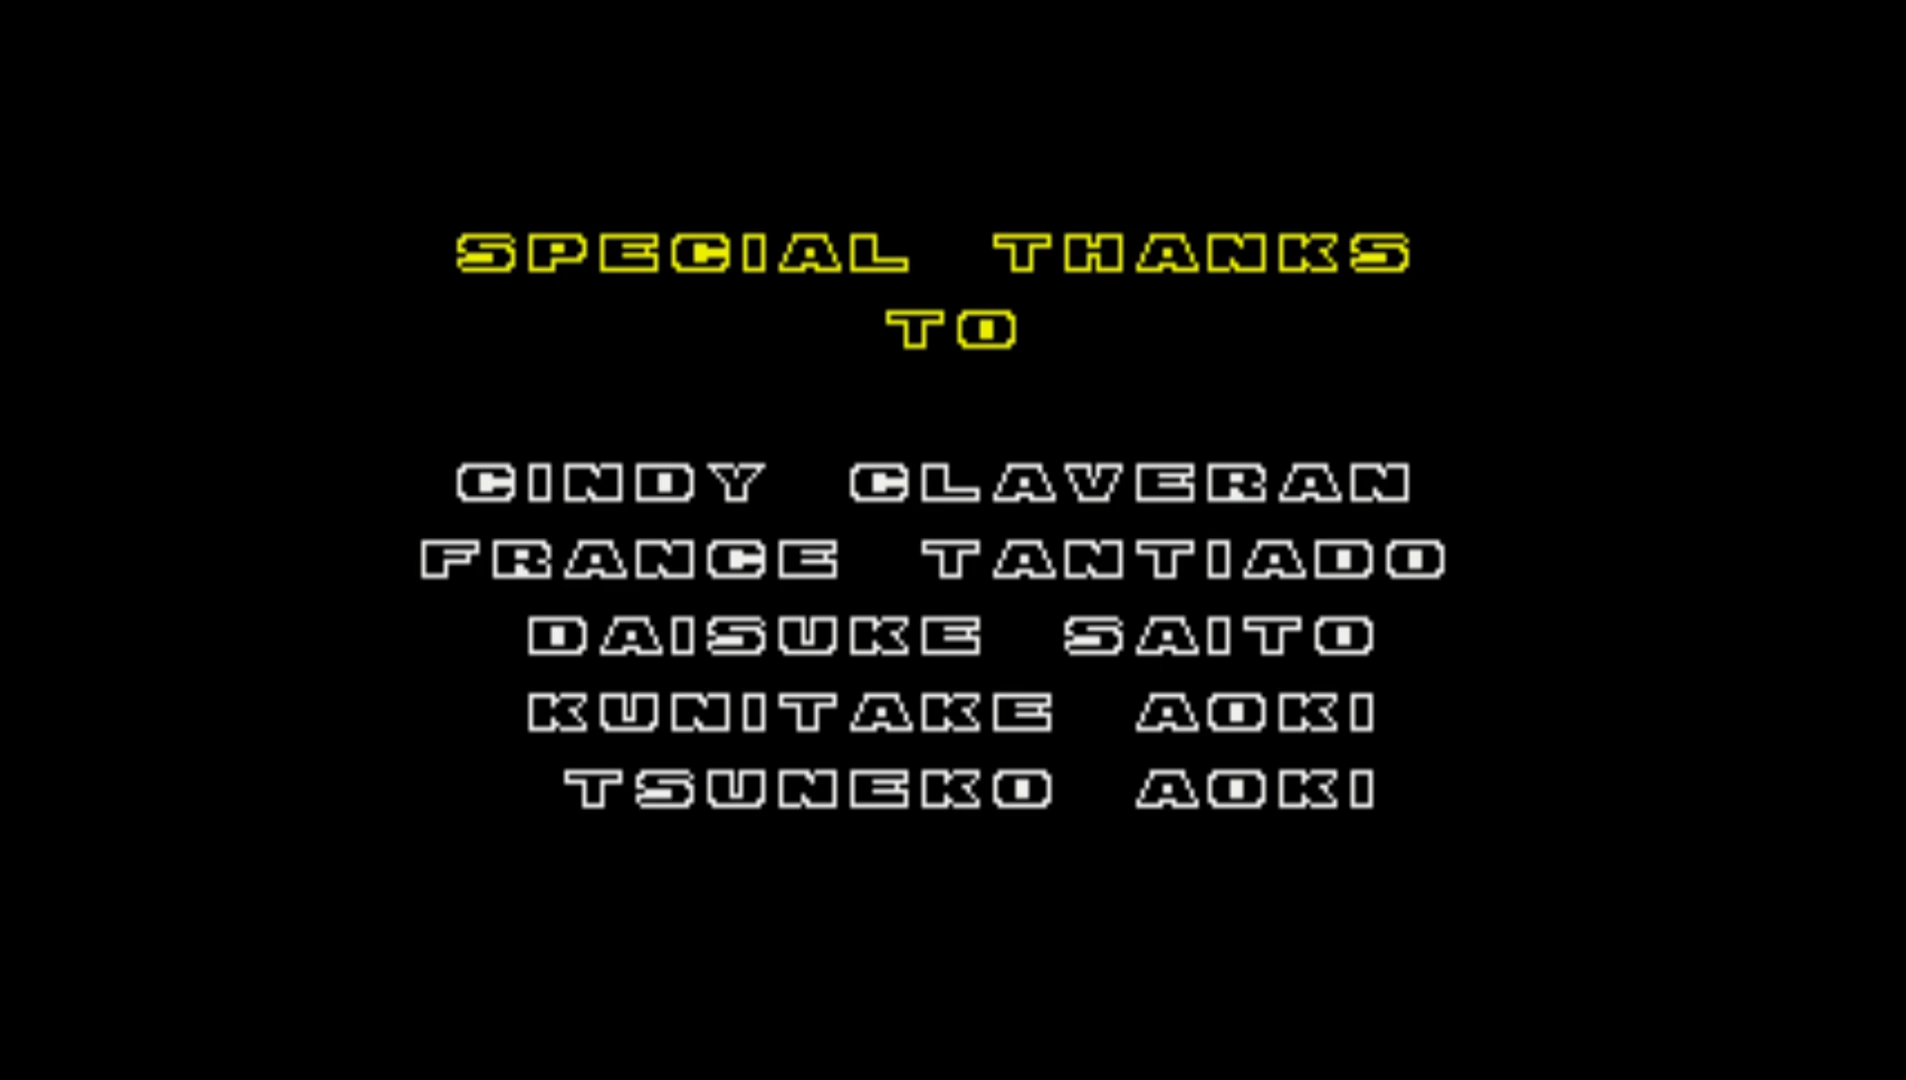 SPECIAL THANKS
TO
CINDY CLAVERAN
FRANCE TANTIADO
DAISUKE SAITO
KUNITAKE AOKI
TSUNEKO AOKI